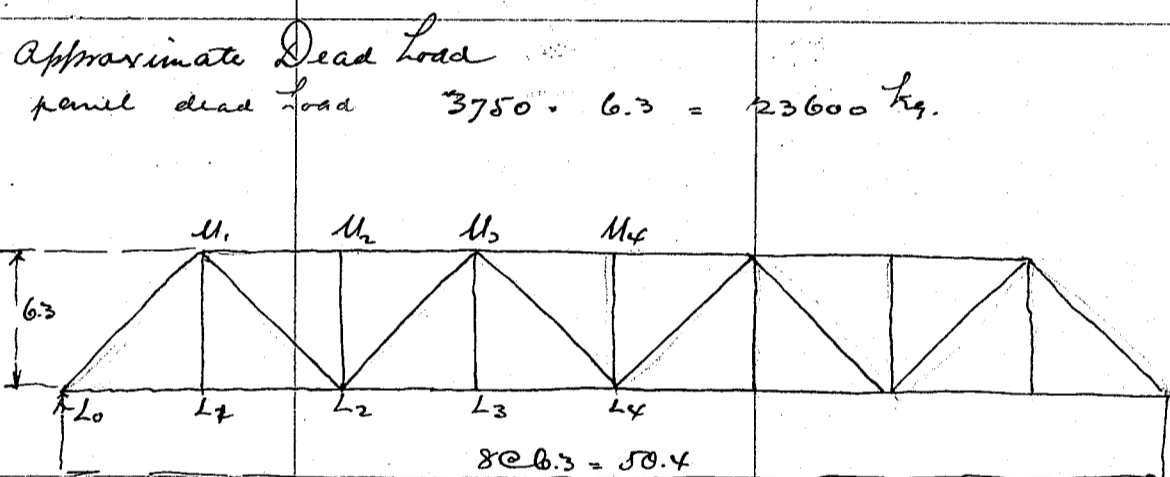 Approximate Dead Load
panel dead load 3750 · 6.3 = 23600 kg.
U1 U2 U3 U4
6.3
L0 L1 L2 L3 L4
8@6.3 = 50.4